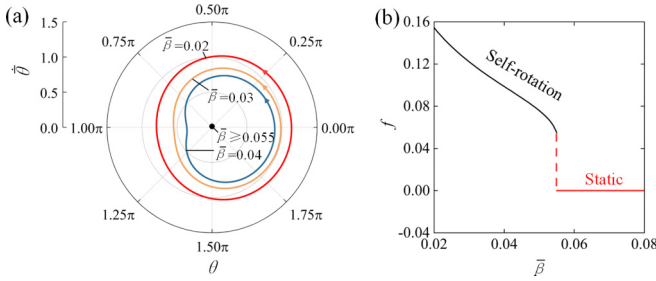 (a)
1.5
1.0
0.5
0.0
θ̇
0.50π
0.75π
0.25π
1.00π
0.00π
1.25π
1.75π
1.50π
θ
β̄=0.02
β̄=0.03
β̄≥0.055
β̄=0.04
(b)
0.16
0.12
0.08
0.04
0.00
-0.04
f
Self-rotation
Static
0.02
0.04
0.06
0.08
β̄